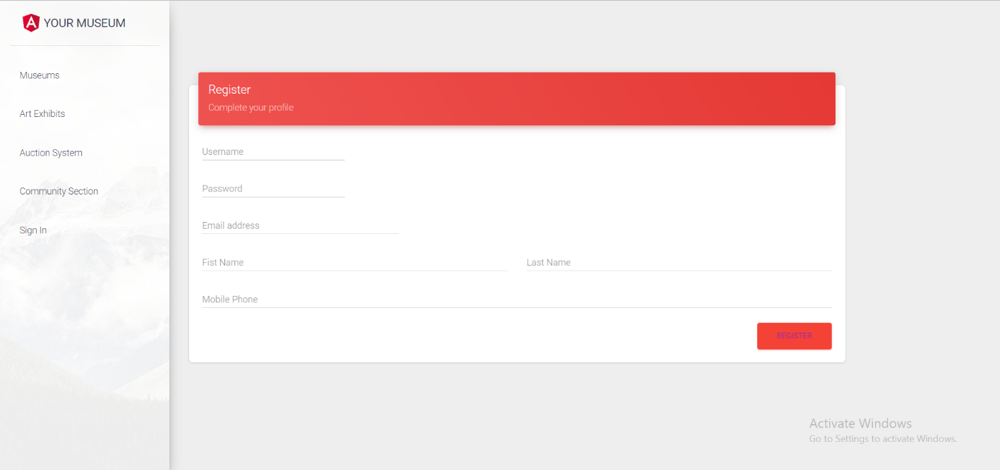 YOUR MUSEUM
Museums
Art Exhibits
Auction System
Community Section
Sign In
Register
Complete your profile
Username
Password
Email address
Fist Name Last Name
Mobile Phone
REGISTER
Activate Windows
Go to Settings to activate Windows.